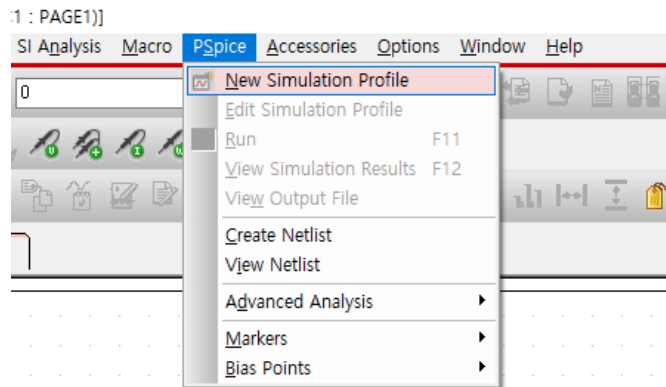 :1 : PAGE1)]
SI Analysis Macro PSpice Accessories Options Window Help
0
New Simulation Profile
Edit Simulation Profile
Run F11
View Simulation Results F12
View Output File
Create Netlist
View Netlist
Advanced Analysis
Markers
Bias Points